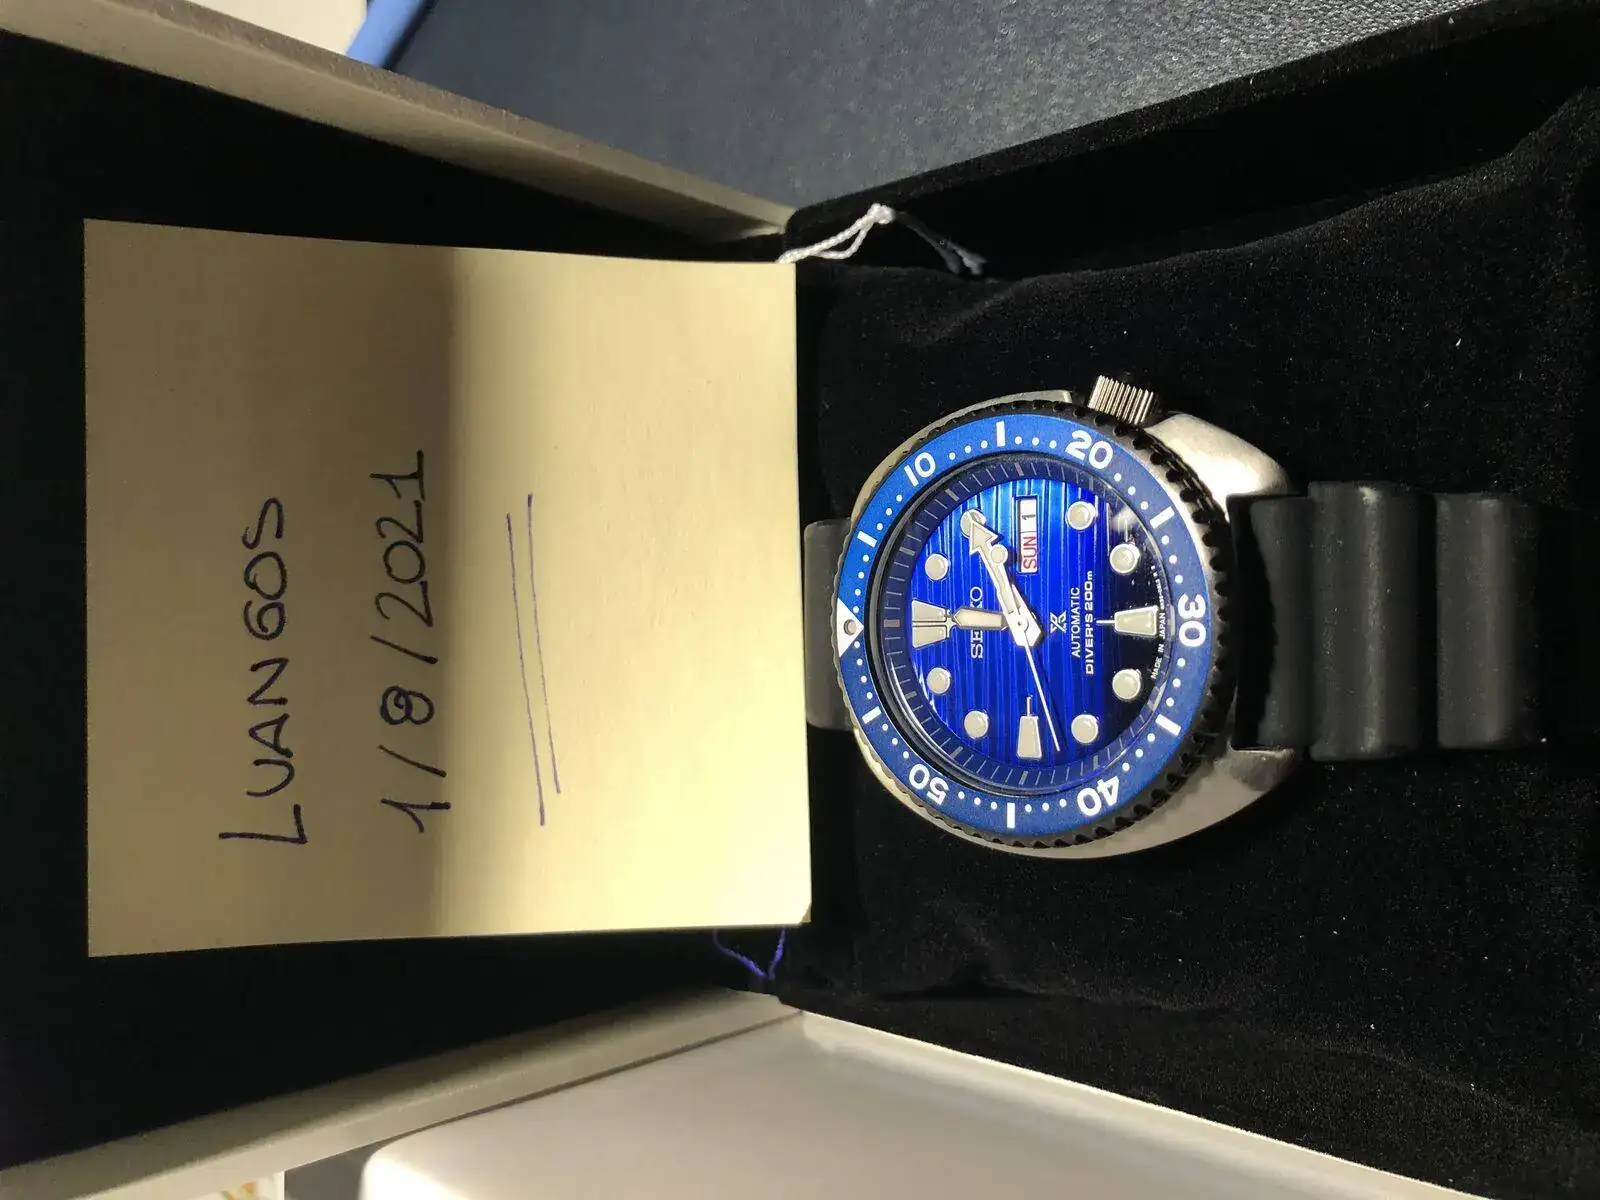 LUANGOS
1/8/2021
10
20
30
40
50
SEIKO
SUN 1
X
AUTOMATIC
DIVER'S 200m
MADE IN JAPAN